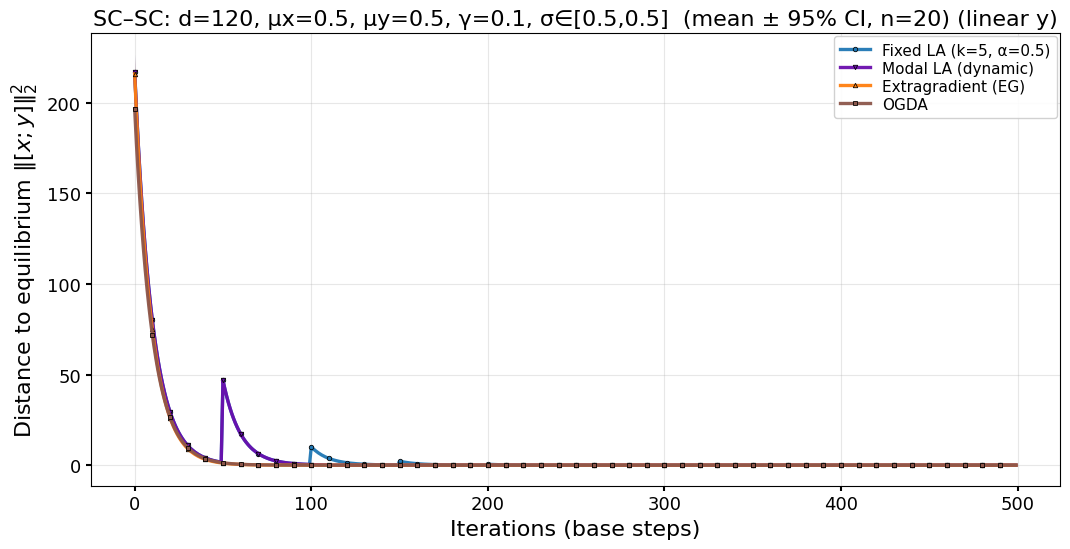 SC–SC: d=120, μx=0.5, μy=0.5, γ=0.1, σ∈[0.5,0.5]  (mean ± 95% CI, n=20) (linear y)
Distance to equilibrium ‖[x; y]‖₂²
200
150
100
50
0
Fixed LA (k=5, α=0.5)
Modal LA (dynamic)
Extragradient (EG)
OGDA
0
100
200
300
400
500
Iterations (base steps)